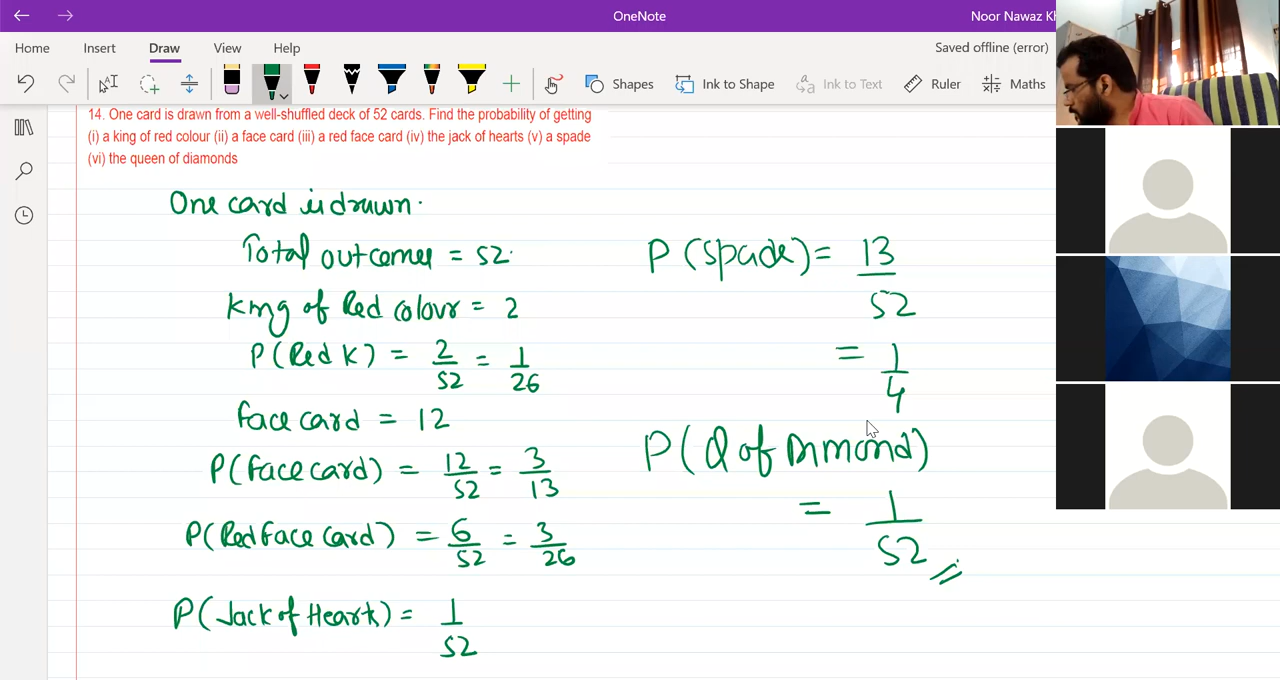 OneNote
Noor Nawaz Kh
Home Insert Draw View Help
Saved offline (error)
Shapes Ink to Shape Ink to Text Ruler Maths
14. One card is drawn from a well-shuffled deck of 52 cards. Find the probability of getting
(i) a king of red colour (ii) a face card (iii) a red face card (iv) the jack of hearts (v) a spade
(vi) the queen of diamonds
One card is drawn.
Total outcomes = 52.
King of Red colour = 2
P(Red K) = 2/52 = 1/26
face card = 12
P(face card) = 12/52 = 3/13
P(Red face card) = 6/52 = 3/26
P(Jack of Heart) = 1/52
P(Spade) = 13/52
= 1/4
P(Q of Dimond)
= 1/52